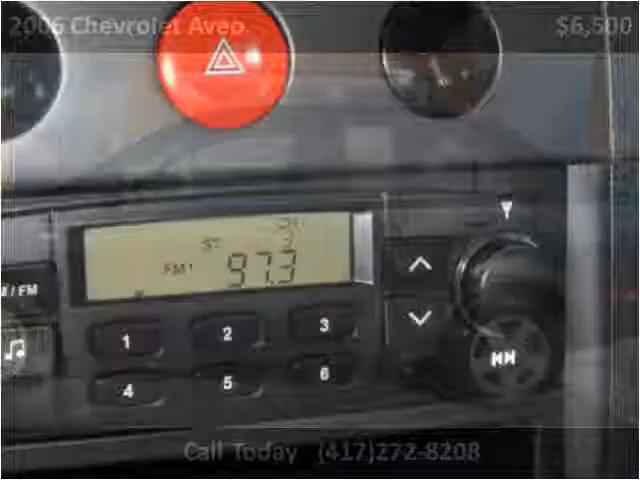 2006 Chevrolet Aveo
$6,500
ST
FM1
97.3
/FM
1
2
3
4
5
6
Call Today (417)272-8208